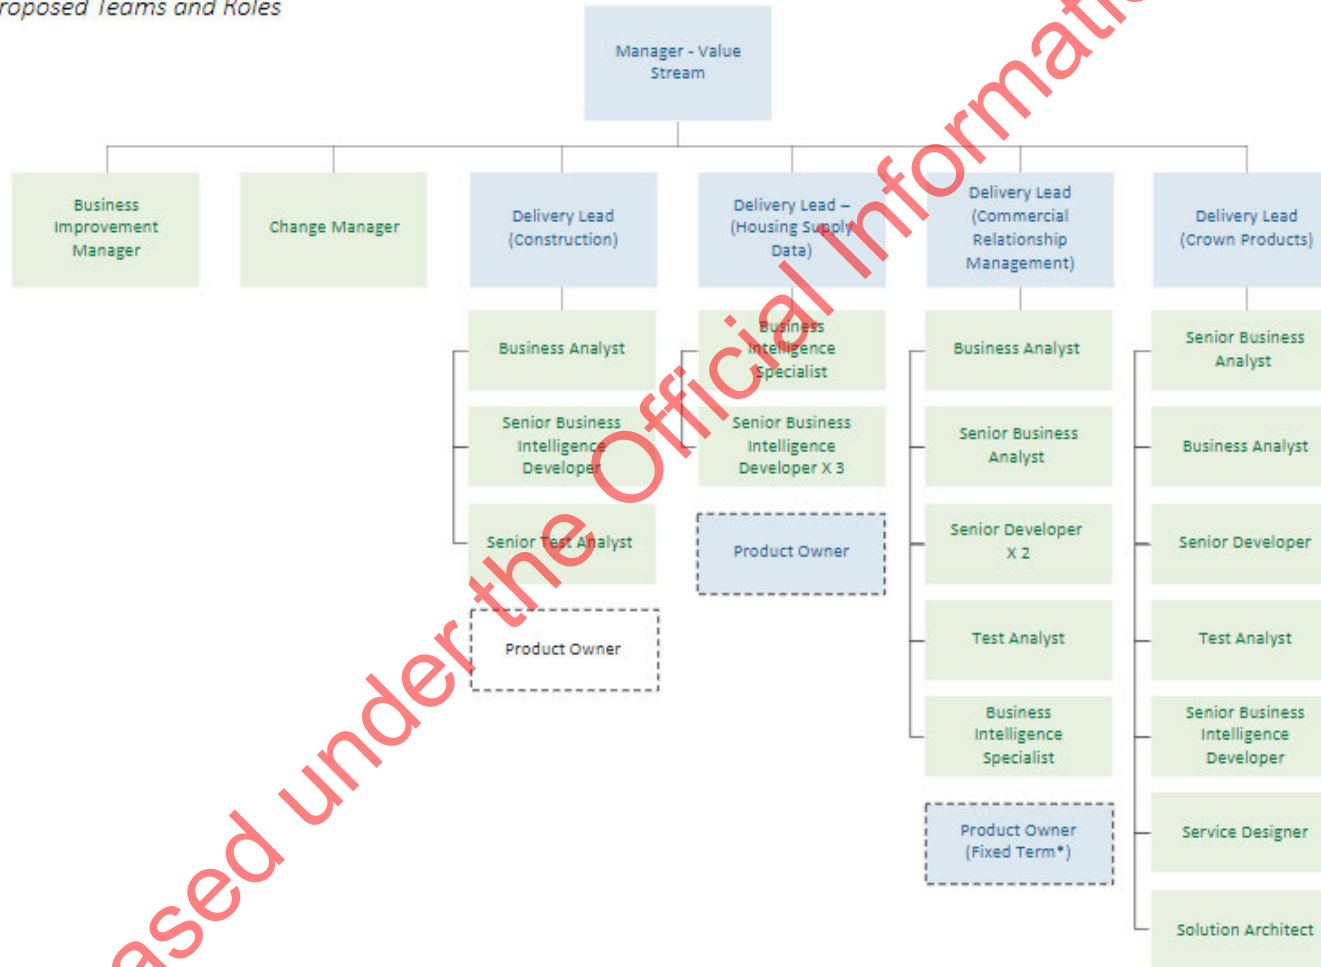 roposed Teams and Roles
Manager - Value
Stream
Business
Improvement
Manager
Change Manager
Delivery Lead
(Construction)
Delivery Lead –
(Housing Supply
Data)
Delivery Lead
(Commercial
Relationship
Management)
Delivery Lead
(Crown Products)
Business Analyst
Senior Business
Intelligence
Developer
Senior Test Analyst
Product Owner
Business
Intelligence
Specialist
Senior Business
Intelligence
Developer X 3
Product Owner
Business Analyst
Senior Business
Analyst
Senior Developer
X 2
Test Analyst
Business
Intelligence
Specialist
Product Owner
(Fixed Term*)
Senior Business
Analyst
Business Analyst
Senior Developer
Test Analyst
Senior Business
Intelligence
Developer
Service Designer
Solution Architect
ased under the Official Informati